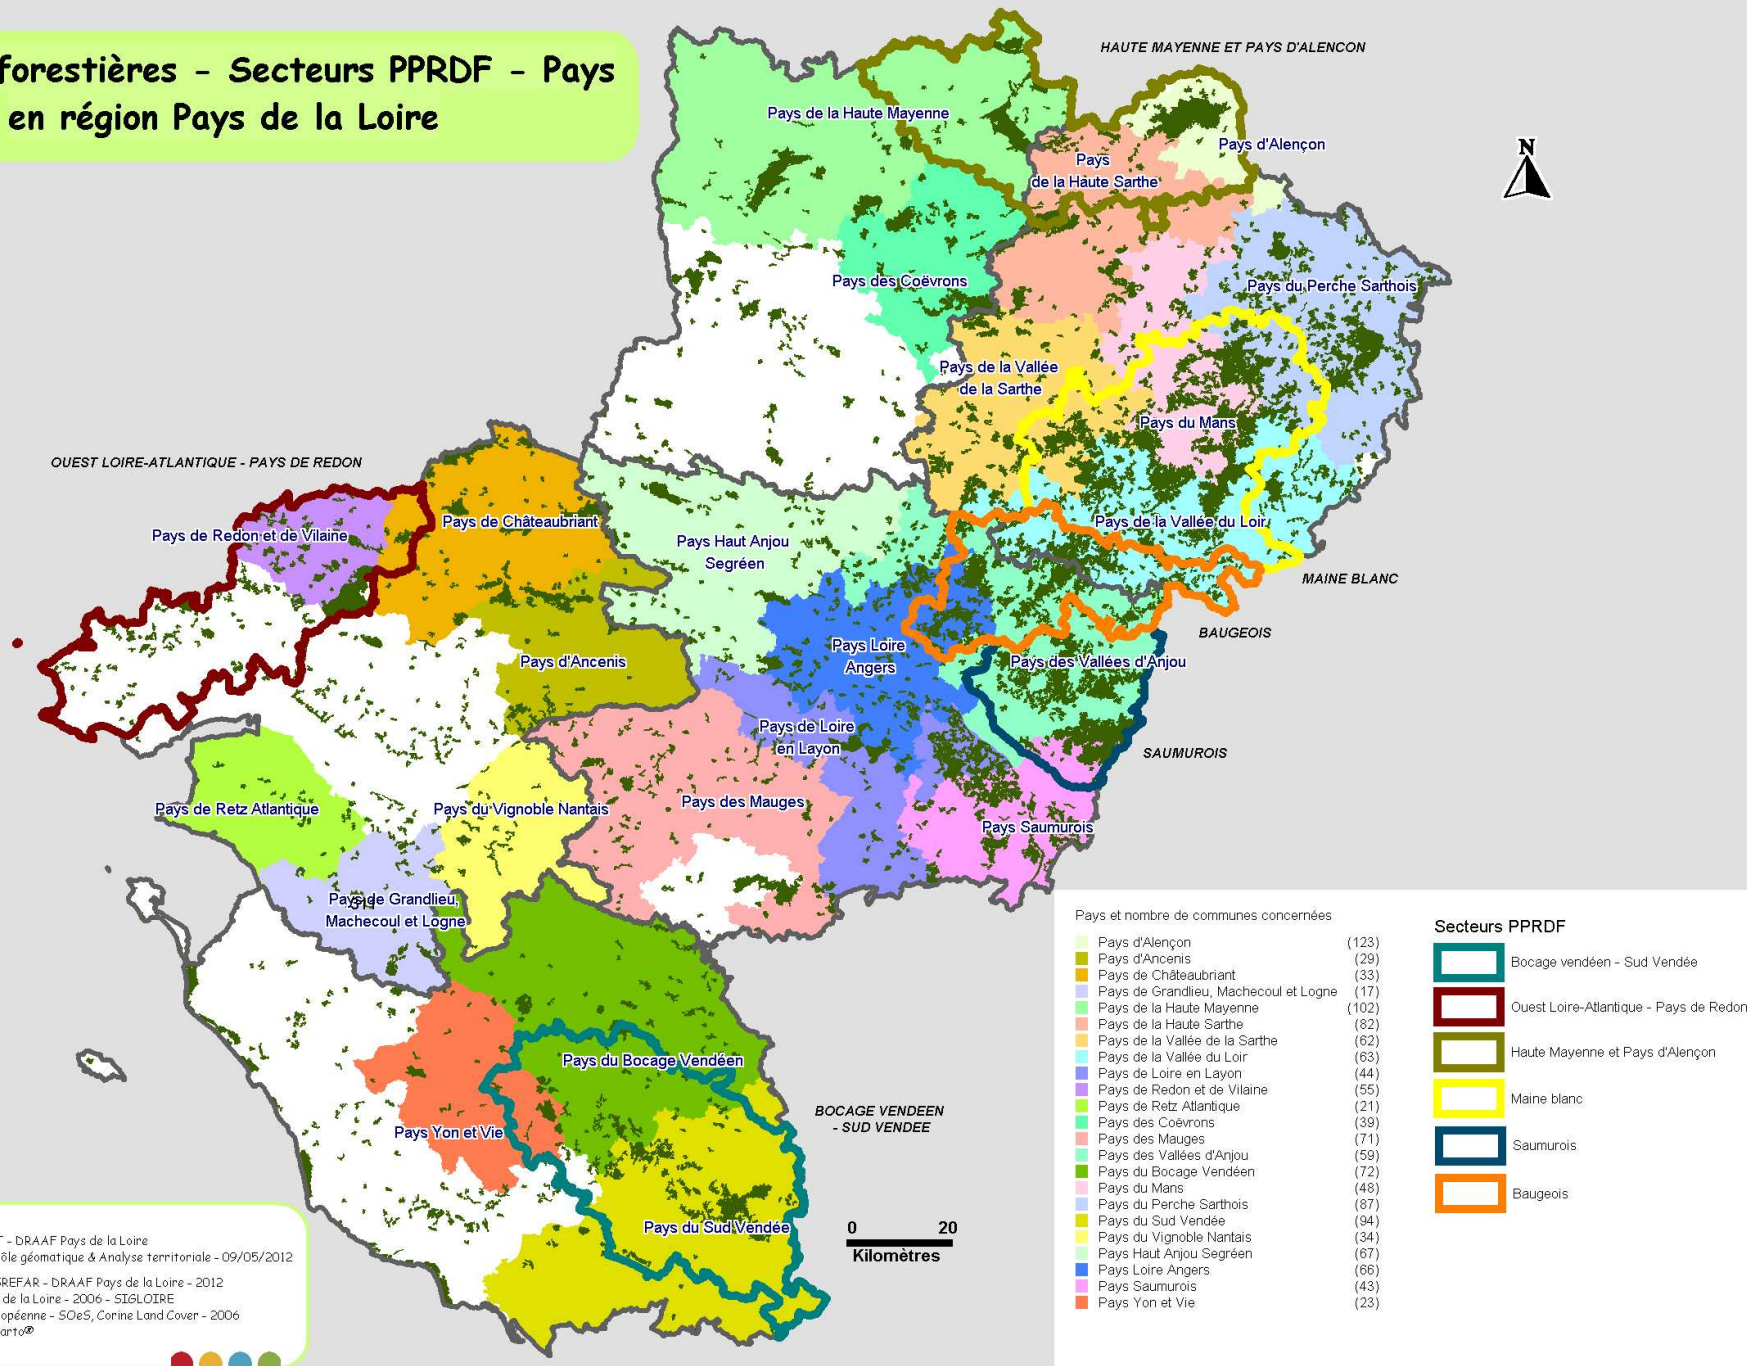 forestières - Secteurs PPRDF - Pays
en région Pays de la Loire
HAUTE MAYENNE ET PAYS D'ALENCON
Pays de la Haute Mayenne
Pays d'Alençon
Pays
de la Haute Sarthe
N
Pays des Coëvrons
Pays du Perche Sarthois
Pays de la Vallée
de la Sarthe
Pays du Mans
OUEST LOIRE-ATLANTIQUE - PAYS DE REDON
Pays de Redon et de Vilaine
Pays de Châteaubriant
Pays Haut Anjou
Segréen
Pays de la Vallée du Loir
MAINE BLANC
BAUGEOIS
Pays d'Ancenis
Pays Loire
Angers
Pays des Vallées d'Anjou
Pays de Loire
en Layon
SAUMUROIS
Pays de Retz Atlantique
Pays du Vignoble Nantais
Pays des Mauges
Pays Saumurois
Pays de Grandlieu,
Machecoul et Logne
Pays du Bocage Vendéen
BOCAGE VENDEEN
- SUD VENDEE
Pays Yon et Vie
Pays du Sud Vendée
0 20
Kilomètres
Pays et nombre de communes concernées
Pays d'Alençon (123)
Pays d'Ancenis (29)
Pays de Châteaubriant (33)
Pays de Grandlieu, Machecoul et Logne (17)
Pays de la Haute Mayenne (102)
Pays de la Haute Sarthe (82)
Pays de la Vallée de la Sarthe (62)
Pays de la Vallée du Loir (63)
Pays de Loire en Layon (44)
Pays de Redon et de Vilaine (55)
Pays de Retz Atlantique (21)
Pays des Coëvrons (39)
Pays des Mauges (71)
Pays des Vallées d'Anjou (59)
Pays du Bocage Vendéen (72)
Pays du Mans (48)
Pays du Perche Sarthois (87)
Pays du Sud Vendée (94)
Pays du Vignoble Nantais (34)
Pays Haut Anjou Segréen (67)
Pays Loire Angers (66)
Pays Saumurois (43)
Pays Yon et Vie (23)
Secteurs PPRDF
Bocage vendéen - Sud Vendée
Ouest Loire-Atlantique - Pays de Redon
Haute Mayenne et Pays d'Alençon
Maine blanc
Saumurois
Baugeois
- DRAAF Pays de la Loire
ôle géomatique & Analyse territoriale - 09/05/2012
SREFAR - DRAAF Pays de la Loire - 2012
de la Loire - 2006 - SIGLOIRE
opéenne - SOeS, Corine Land Cover - 2006
arto®